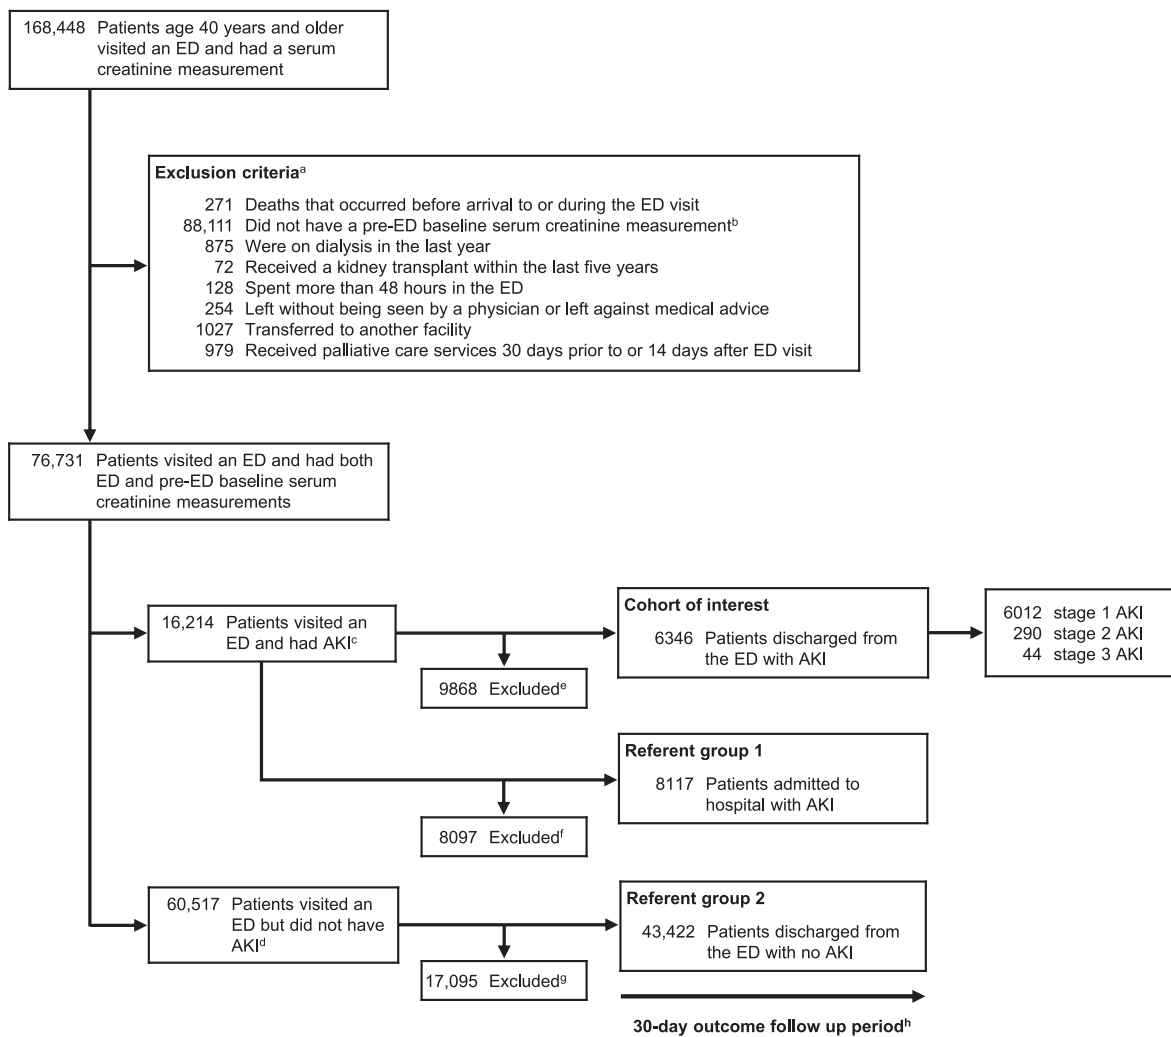 168,448 Patients age 40 years and older
visited an ED and had a serum
creatinine measurement
Exclusion criteriaᵃ
271 Deaths that occurred before arrival to or during the ED visit
88,111 Did not have a pre-ED baseline serum creatinine measurementᵇ
875 Were on dialysis in the last year
72 Received a kidney transplant within the last five years
128 Spent more than 48 hours in the ED
254 Left without being seen by a physician or left against medical advice
1027 Transferred to another facility
979 Received palliative care services 30 days prior to or 14 days after ED visit
76,731 Patients visited an ED and had both
ED and pre-ED baseline serum
creatinine measurements
16,214 Patients visited an
ED and had AKIᶜ
9868 Excludedᵉ
Cohort of interest
6346 Patients discharged from
the ED with AKI
6012 stage 1 AKI
290 stage 2 AKI
44 stage 3 AKI
Referent group 1
8117 Patients admitted to
hospital with AKI
8097 Excludedᶠ
60,517 Patients visited an
ED but did not have
AKIᵈ
17,095 Excludedᵍ
Referent group 2
43,422 Patients discharged from
the ED with no AKI
30-day outcome follow up periodʰ